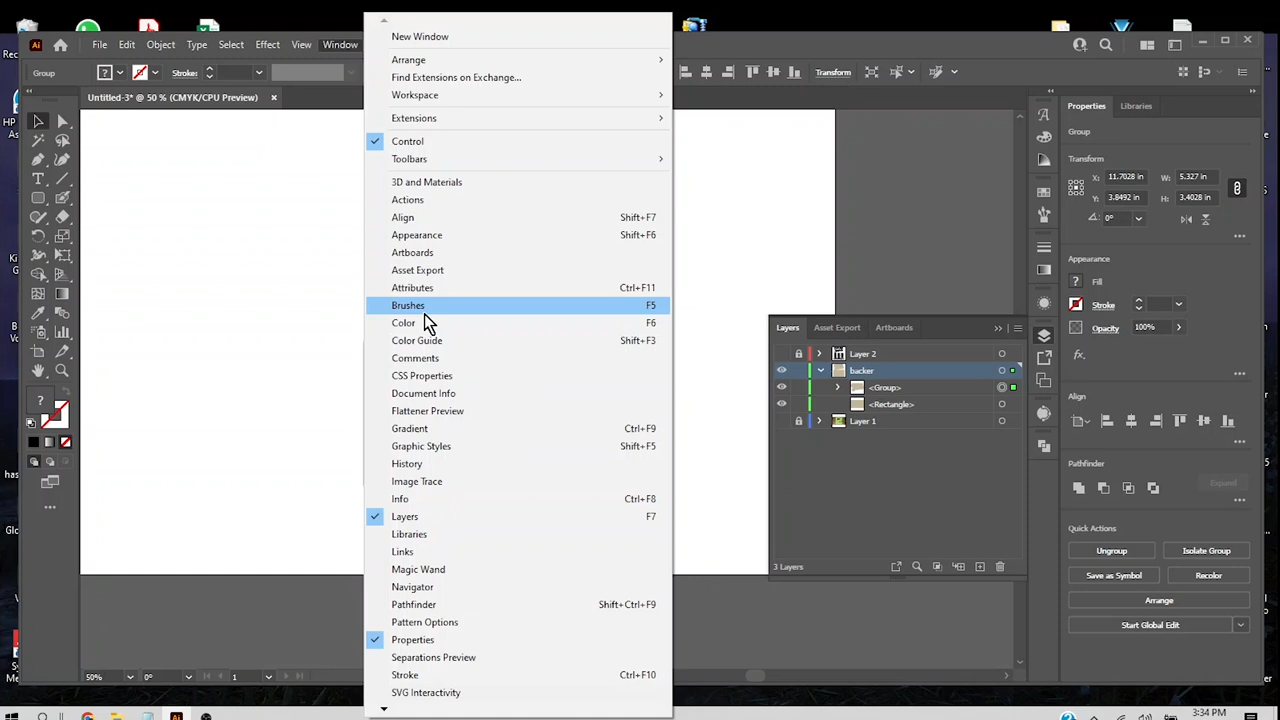 New Window
Ai File Edit Object Type Select Effect View Window
Arrange
Group ? Stroke: Transform
Find Extensions on Exchange...
Workspace
Untitled-3* @ 50 % (CMYK/CPU Preview) ×
Properties Libraries
Extensions
Group
Control
Toolbars
Transform
3D and Materials
X: 11.7028 in W: 5.327 in
Actions
Y: 3.8492 in H: 3.4028 in
Align Shift+F7
0°
Appearance Shift+F6
Artboards
Appearance
Asset Export
? Fill
Attributes Ctrl+F11
Brushes F5
Stroke
Color F6
Opacity 100%
Layers Asset Export Artboards
Color Guide Shift+F3
fx.
Comments
Layer 2
CSS Properties
backer
Document Info
<Group>
Align
Flattener Preview
<Rectangle>
Gradient Ctrl+F9
Layer 1
Graphic Styles Shift+F5
History
Pathfinder
Image Trace
Expand
Info Ctrl+F8
Layers F7
Quick Actions
Libraries
Ungroup Isolate Group
Links
Magic Wand
3 Layers
Save as Symbol Recolor
Navigator
Arrange
Pathfinder Shift+Ctrl+F9
Pattern Options
Start Global Edit
Properties
Separations Preview
50% 0° 1
Stroke Ctrl+F10
SVG Interactivity
3:34 PM